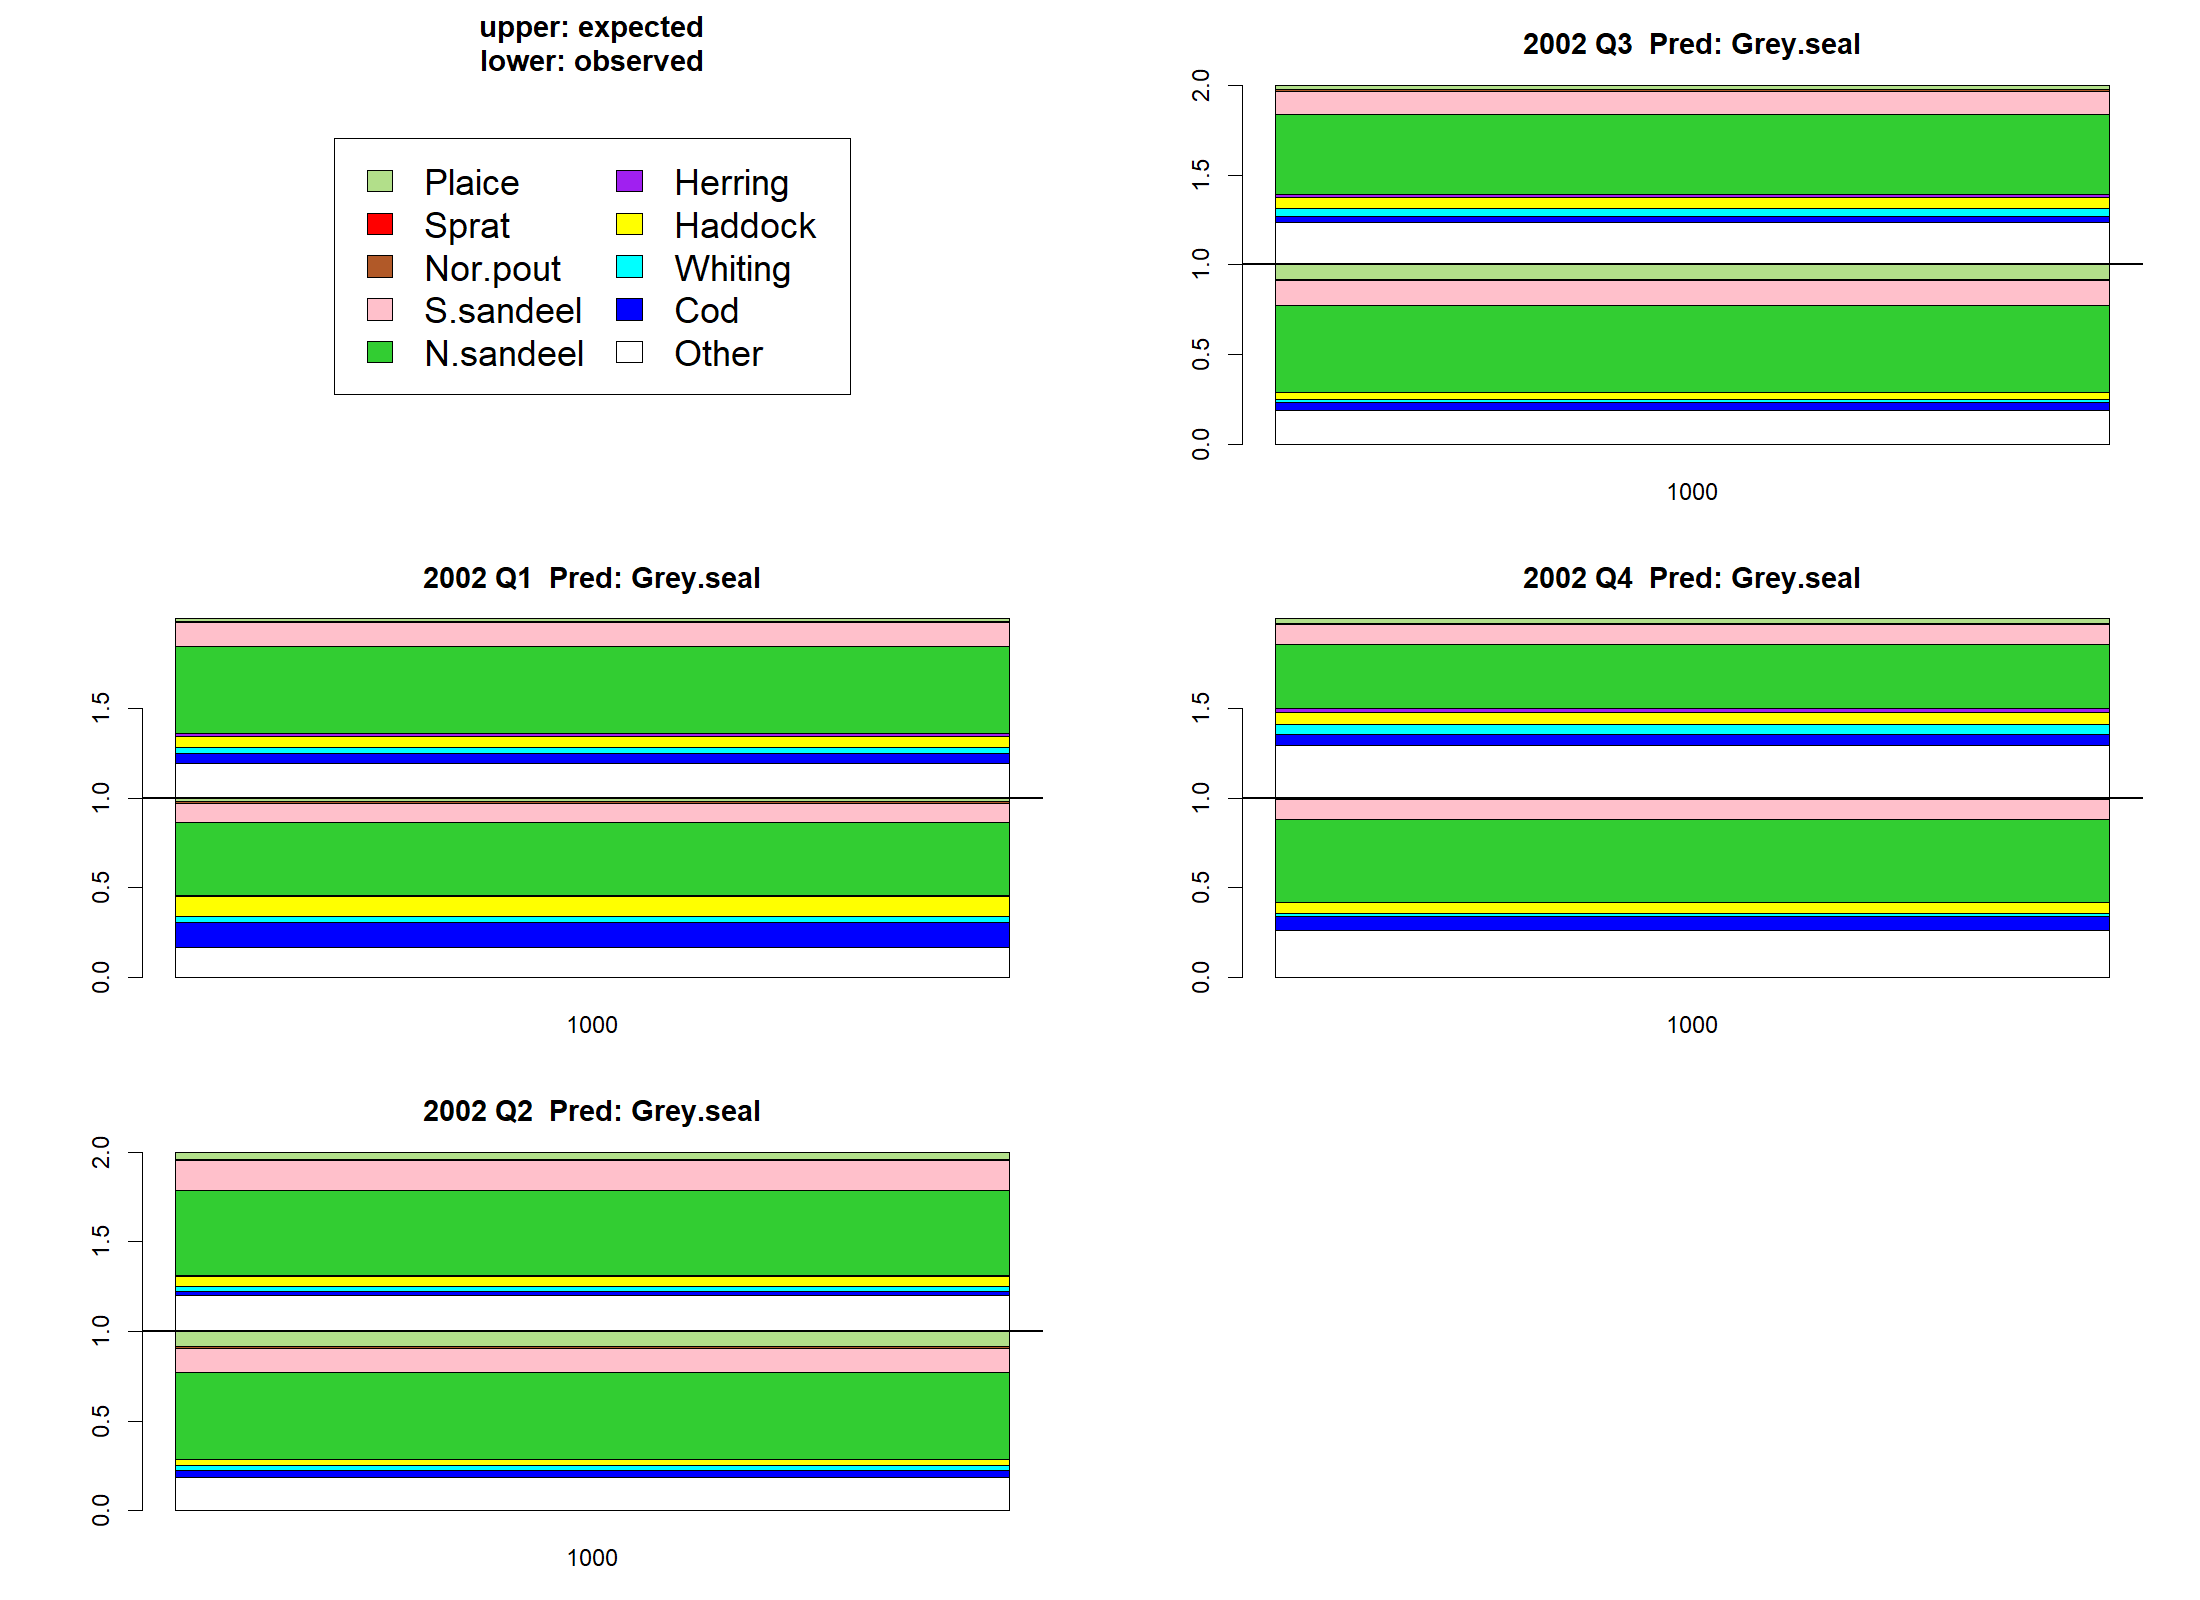 upper: expected
lower: observed
Plaice
Sprat
Nor.pout
S.sandeel
N.sandeel
Herring
Haddock
Whiting
Cod
Other
2002 Q1  Pred: Grey.seal
0.0
0.5
1.0
1.5
1000
2002 Q2  Pred: Grey.seal
0.0
0.5
1.0
1.5
2.0
1000
2002 Q3  Pred: Grey.seal
0.0
0.5
1.0
1.5
2.0
1000
2002 Q4  Pred: Grey.seal
0.0
0.5
1.0
1.5
1000